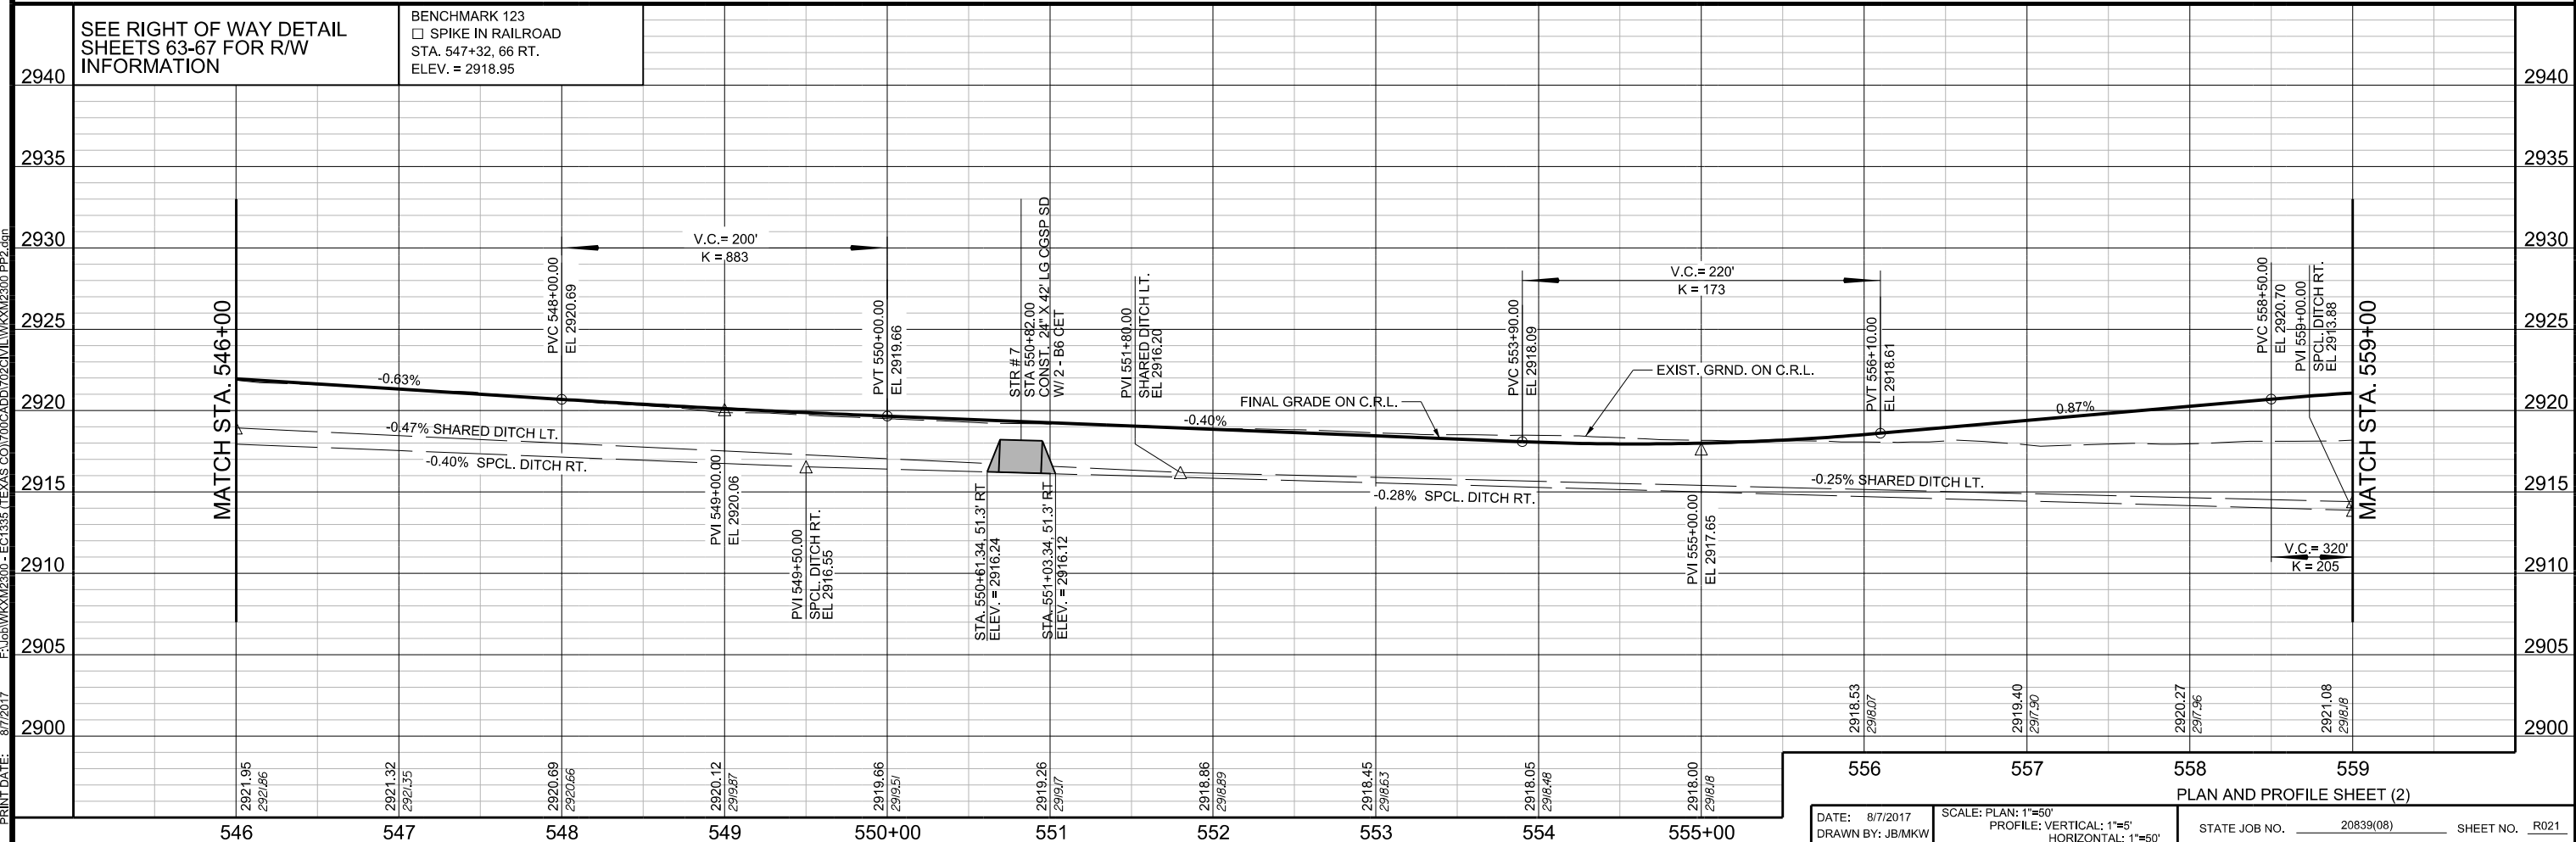 SEE RIGHT OF WAY DETAIL
SHEETS 63-67 FOR R/W
INFORMATION
BENCHMARK 123
□ SPIKE IN RAILROAD
STA. 547+32, 66 RT.
ELEV. = 2918.95
2940
2935
2930
2925
2920
2915
2910
2905
2900
2940
2935
2930
2925
2920
2915
2910
2905
2900
MATCH STA. 546+00
-0.63%
-0.47% SHARED DITCH LT.
-0.40% SPCL. DITCH RT.
PVC 548+00.00
EL 2920.69
V.C.= 200'
K = 883
PVI 549+00.00
EL 2920.06
PVI 549+50.00
SPCL. DITCH RT.
EL 2916.55
PVT 550+00.00
EL 2919.66
STR # 7
STA 550+82.00
CONST. 24" X 42' LG CGSP SD
W/ 2 - B6 CET
STA. 550+61.34, 51.3' RT
ELEV. = 2916.24
STA. 551+03.34, 51.3' RT
ELEV. = 2916.12
PVI 551+80.00
SHARED DITCH LT.
EL 2916.20
-0.40%
FINAL GRADE ON C.R.L.
EXIST. GRND. ON C.R.L.
-0.28% SPCL. DITCH RT.
-0.25% SHARED DITCH LT.
PVC 553+90.00
EL 2918.09
V.C.= 220'
K = 173
PVI 555+00.00
EL 2917.65
PVT 556+10.00
EL 2918.61
0.87%
PVC 558+50.00
EL 2920.70
PVI 559+00.00
SPCL. DITCH RT.
EL 2913.88
V.C.= 320'
K = 205
MATCH STA. 559+00
2921.95
2921.86
2921.32
2921.35
2920.69
2920.66
2920.12
2919.87
2919.66
2919.51
2919.26
2919.17
2918.86
2918.89
2918.45
2918.63
2918.05
2918.48
2918.00
2918.18
2918.53
2918.07
2919.40
2917.90
2920.27
2917.96
2921.08
2918.18
546
547
548
549
550+00
551
552
553
554
555+00
556
557
558
559
PLAN AND PROFILE SHEET (2)
DATE: 8/7/2017
DRAWN BY: JB/MKW
SCALE: PLAN: 1"=50'
PROFILE: VERTICAL: 1"=5'
HORIZONTAL: 1"=50'
STATE JOB NO. 20839(08)
SHEET NO. R021
PRINT DATE: 8/7/2017
F:\Job\WKXM2300 - EC1335 (TEXAS CO)\700CADD\702CIVIL\WKXM2300 PP2.dgn